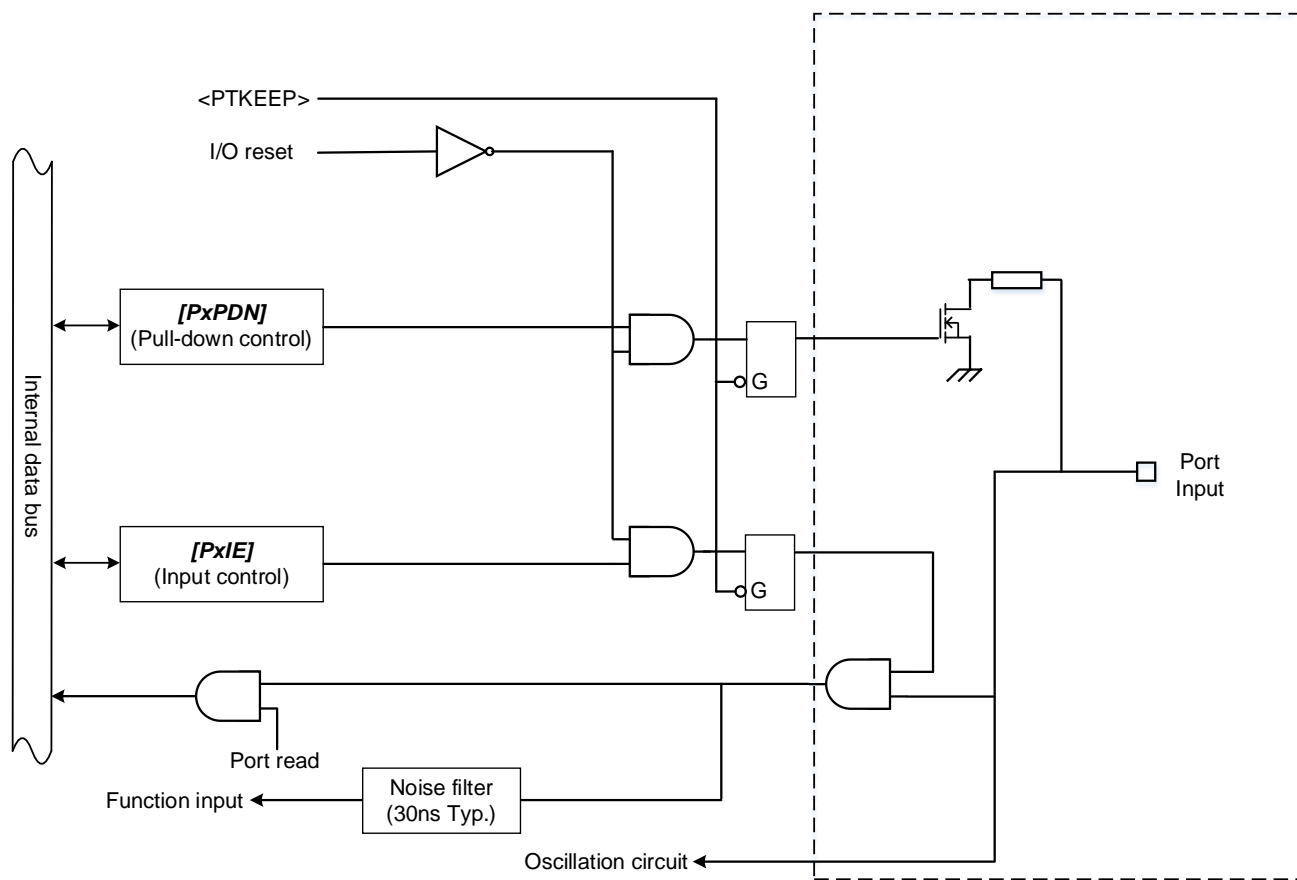 <PTKEEP>
I/O reset
[PxPDN]
(Pull-down control)
G
Internal data bus
Port
Input
[PxIE]
(Input control)
G
Port read
Noise filter
(30ns Typ.)
Function input
Oscillation circuit